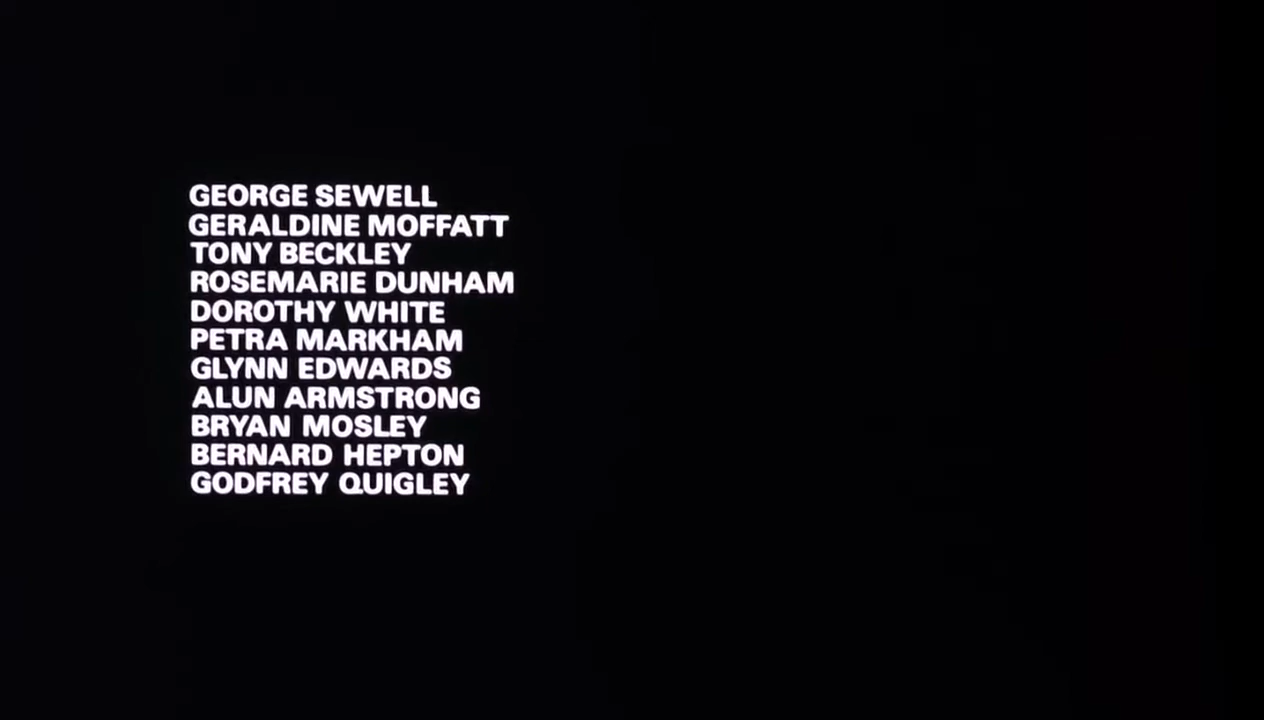 GEORGE SEWELL
GERALDINE MOFFATT
TONY BECKLEY
ROSEMARIE DUNHAM
DOROTHY WHITE
PETRA MARKHAM
GLYNN EDWARDS
ALUN ARMSTRONG
BRYAN MOSLEY
BERNARD HEPTON
GODFREY QUIGLEY